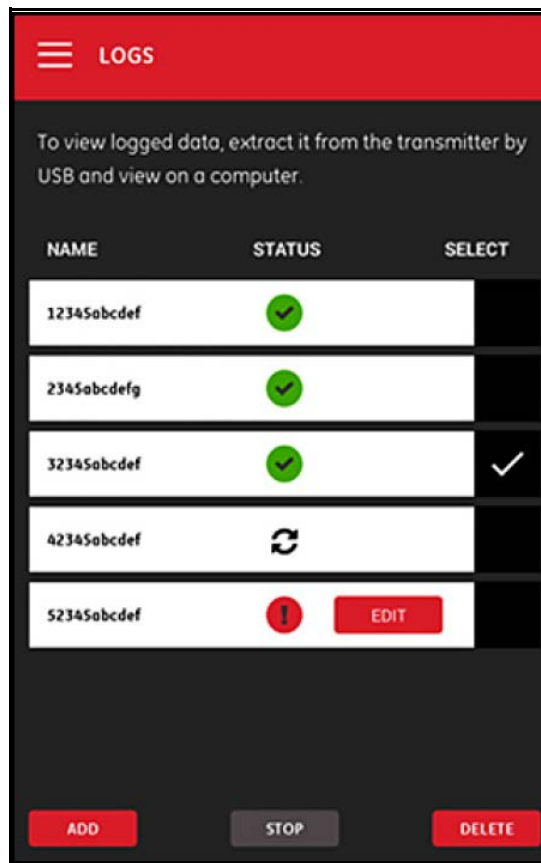 LOGS
To view logged data, extract it from the transmitter by
USB and view on a computer.
NAME STATUS SELECT
12345abcdef
2345abcdefg
32345abcdef
42345abcdef
52345abcdef ! EDIT
ADD STOP DELETE